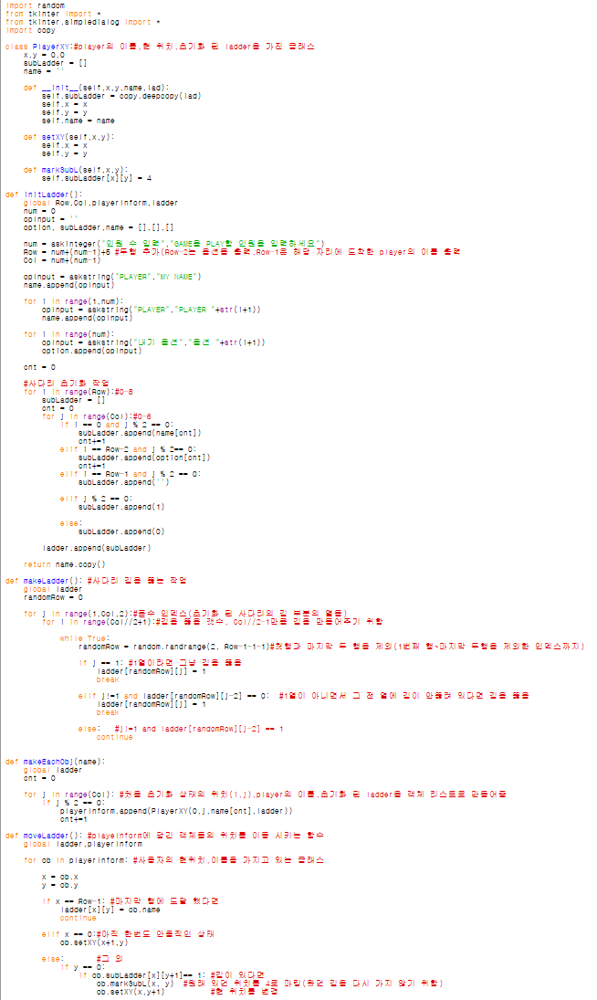 import random
from tkinter import *
from tkinter.simpledialog import *
import copy
class PlayerXY:#player의 이름,현 위치,초기화 된 ladder을 가진 클래스
    x,y = 0,0
    subLadder = []
    name = ''
    def __init__(self,x,y,name,lad):
        self.subLadder = copy.deepcopy(lad)
        self.x = x
        self.y = y
        self.name = name
    def setXY(self,x,y):
        self.x = x
        self.y = y
    def markSubL(self,x,y):
        self.subLadder[x][y] = 4
def initLadder():
    global Row,Col,playerInform,ladder
    num = 0
    opinput = ''
    option, subLadder,name = [],[],[]
    num = askinteger("인원 수 입력","GAME을 PLAY할 인원을 입력하세요")
    Row = num+(num-1)+5 #두행 추가(Row-2는 옵션을 출력,Row-1은 해당 자리에 도착한 player의 이름 출력
    Col = num+(num-1)
    opinput = askstring("PLAYER","MY NAME")
    name.append(opinput)
    for i in range(1,num):
        opinput = askstring("PLAYER","PLAYER "+str(i+1))
        name.append(opinput)
    for i in range(num):
        opinput = askstring("내기 옵션","옵션 "+str(i+1))
        option.append(opinput)
    cnt = 0
    #사다리 초기화 작업
    for i in range(Row):#0-8
        subLadder = []
        cnt = 0
        for j in range(Col):#0-6
            if i == 0 and j % 2 == 0:
                subLadder.append(name[cnt])
                cnt+=1
            elif i == Row-2 and j % 2== 0:
                subLadder.append(option[cnt])
                cnt+=1
            elif i == Row-1 and j % 2 == 0:
                subLadder.append('')
            elif j % 2 == 0:
                subLadder.append(1)
            else:
                subLadder.append(0)
        ladder.append(subLadder)
    return name.copy()
def makeLadder(): #사다리 길을 뚫는 작업
    global ladder
    randomRow = 0
    for j in range(1,Col,2):#홀수 인덱스(초기화 된 사다리의 길 부분의 열들)
        for i in range(Col//2+1):#길을 뚫을 갯수, Col//2-1만큼 길을 만들어주기 위함
            while True:
                randomRow = random.randrange(2, Row-1-1-1)#첫행과 마지막 두 행을 제외(1번째 행~마지막 두행을 제외한 인덱스까지)
                if j == 1: #1열이라면 그냥 길을 뚫음
                    ladder[randomRow][j] = 1
                    break
                elif j!=1 and ladder[randomRow][j-2] == 0:  #1열이 아니면서 그 전 열에 길이 안뚫려 있다면 길을 뚫음
                    ladder[randomRow][j] = 1
                    break
                else:   #j!=1 and ladder[randomRow][j-2] == 1
                    continue
def makeEachObj(name):
    global ladder
    cnt = 0
    for j in range(Col): #처음 초기화 상태의 위치(i,j),player의 이름,초기화 된 ladder을 객체 리스트로 만들어줌
        if j % 2 == 0:
            playerInform.append(PlayerXY(0,j,name[cnt],ladder))
            cnt+=1
def moveLadder(): #playeInform에 담긴 객체들의 위치를 이동 시키는 함수
    global ladder,playerInform
    for ob in playerInform: #사용자의 현위치,이름을 가지고 있는 클래스
        x = ob.x
        y = ob.y
        if x == Row-1: #마지막 행에 도달 했다면
            ladder[x][y] = ob.name
            continue
        elif x == 0:#아직 한번도 안움직인 상태
            ob.setXY(x+1,y)
        else:       #그 외
            if y == 0:
                if ob.subLadder[x][y+1]== 1: #길이 있다면
                    ob.markSubL(x, y)  #원래 있던 위치를 4로 마킹(왔던 길을 다시 가지 않기 위함)
                    ob.setXY(x,y+1)          #현 위치를 변경